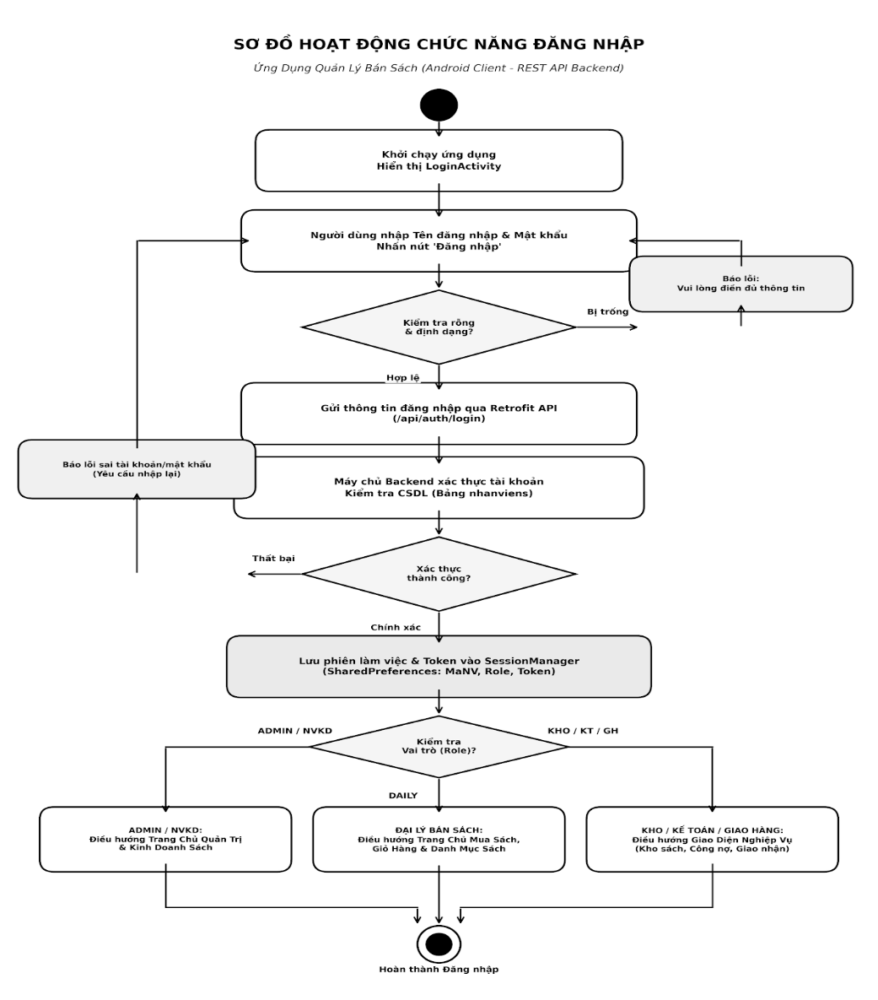 SƠ ĐỒ HOẠT ĐỘNG CHỨC NĂNG ĐĂNG NHẬP
Ứng Dụng Quản Lý Bán Sách (Android Client - REST API Backend)
Khởi chạy ứng dụng
Hiển thị LoginActivity
Người dùng nhập Tên đăng nhập & Mật khẩu
Nhấn nút 'Đăng nhập'
Báo lỗi:
Vui lòng điền đủ thông tin
Kiểm tra rỗng
& định dạng?
Bị trống
Hợp lệ
Gửi thông tin đăng nhập qua Retrofit API
(/api/auth/login)
Báo lỗi sai tài khoản/mật khẩu
(Yêu cầu nhập lại)
Máy chủ Backend xác thực tài khoản
Kiểm tra CSDL (Bảng nhanviens)
Thất bại
Xác thực
thành công?
Chính xác
Lưu phiên làm việc & Token vào SessionManager
(SharedPreferences: MaNV, Role, Token)
ADMIN / NVKD
KHO / KT / GH
Kiểm tra
Vai trò (Role)?
DAILY
ADMIN / NVKD:
Điều hướng Trang Chủ Quản Trị
& Kinh Doanh Sách
ĐẠI LÝ BÁN SÁCH:
Điều hướng Trang Chủ Mua Sách,
Giỏ Hàng & Danh Mục Sách
KHO / KẾ TOÁN / GIAO HÀNG:
Điều hướng Giao Diện Nghiệp Vụ
(Kho sách, Công nợ, Giao nhận)
Hoàn thành Đăng nhập